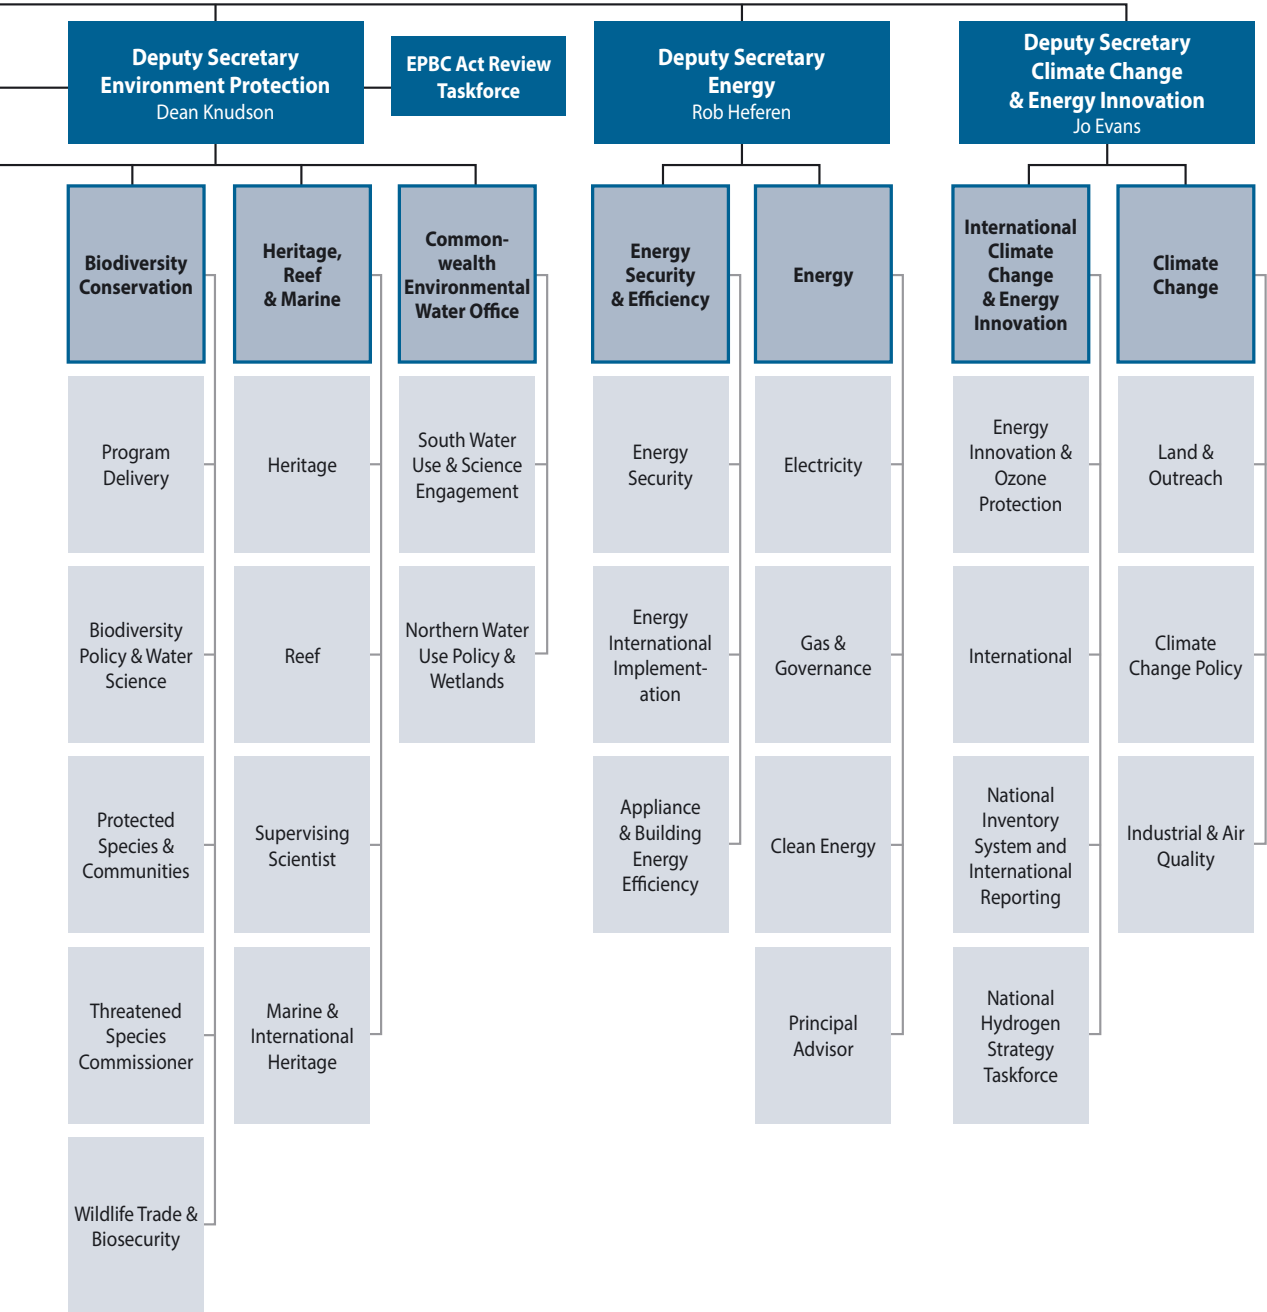 Deputy Secretary
Environment Protection
Dean Knudson
EPBC Act Review
Taskforce
Deputy Secretary
Energy
Rob Heferen
Deputy Secretary
Climate Change
& Energy Innovation
Jo Evans
Biodiversity
Conservation
Program
Delivery
Biodiversity
Policy & Water
Science
Protected
Species &
Communities
Threatened
Species
Commissioner
Wildlife Trade &
Biosecurity
Heritage,
Reef
& Marine
Heritage
Reef
Supervising
Scientist
Marine &
International
Heritage
Common-
wealth
Environmental
Water Office
South Water
Use & Science
Engagement
Northern Water
Use Policy &
Wetlands
Energy
Security
& Efficiency
Energy
Security
Energy
International
Implement-
ation
Appliance
& Building
Energy
Efficiency
Energy
Electricity
Gas &
Governance
Clean Energy
Principal
Advisor
International
Climate
Change
& Energy
Innovation
Energy
Innovation &
Ozone
Protection
International
National
Inventory
System and
International
Reporting
National
Hydrogen
Strategy
Taskforce
Climate
Change
Land &
Outreach
Climate
Change Policy
Industrial & Air
Quality